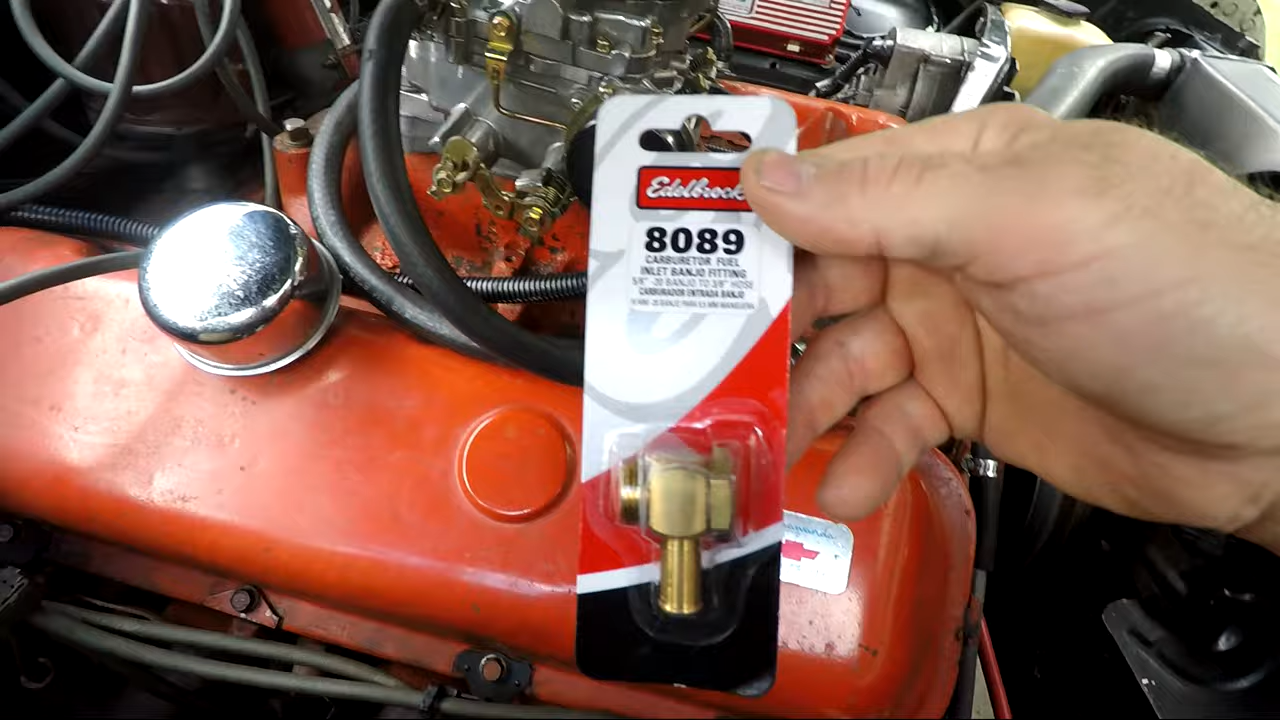 Edelbrock
8089
CARBURETOR FUEL
INLET BANJO FITTING
5/8" -20 BANJO TO 3/8" HOSE
CARBURADOR ENTRADA BANJO